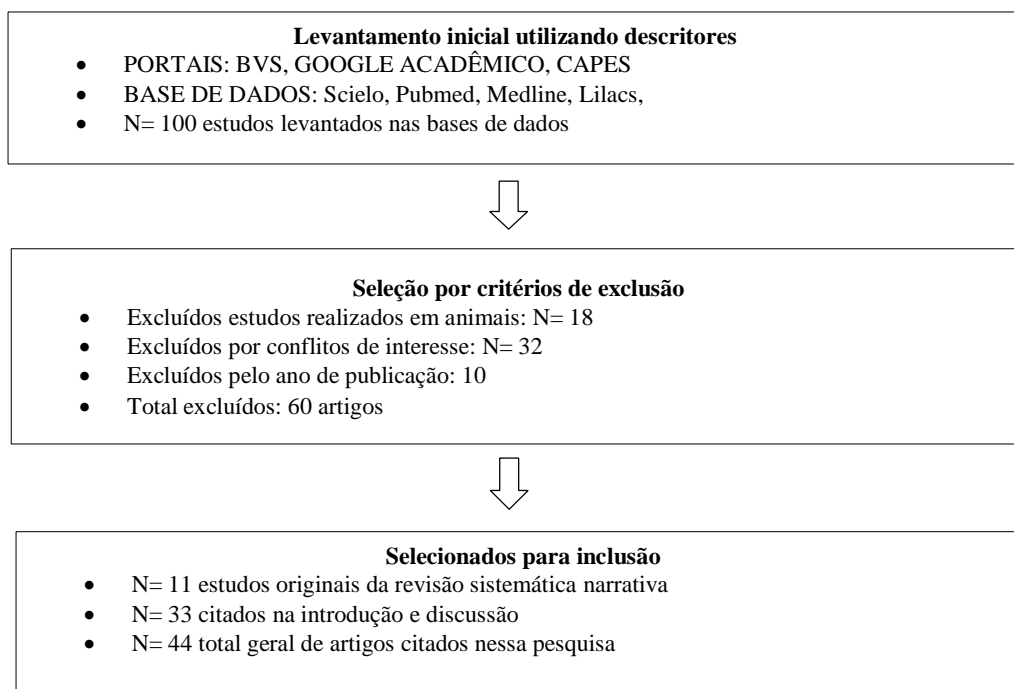 Levantamento inicial utilizando descritores
• PORTAIS: BVS, GOOGLE ACADÊMICO, CAPES
• BASE DE DADOS: Scielo, Pubmed, Medline, Lilacs,
• N= 100 estudos levantados nas bases de dados
Seleção por critérios de exclusão
• Excluídos estudos realizados em animais: N= 18
• Excluídos por conflitos de interesse: N= 32
• Excluídos pelo ano de publicação: 10
• Total excluídos: 60 artigos
Selecionados para inclusão
• N= 11 estudos originais da revisão sistemática narrativa
• N= 33 citados na introdução e discussão
• N= 44 total geral de artigos citados nessa pesquisa